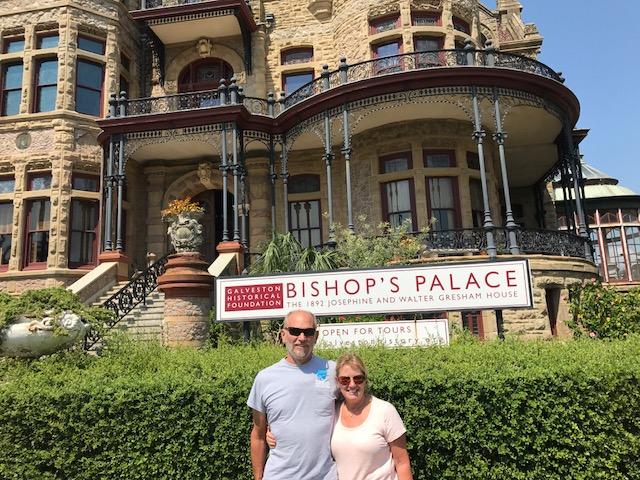 GALVESTON
HISTORICAL
FOUNDATION
BISHOP'S PALACE
THE 1892 JOSEPHINE AND WALTER GRESHAM HOUSE
OPEN FOR TOURS